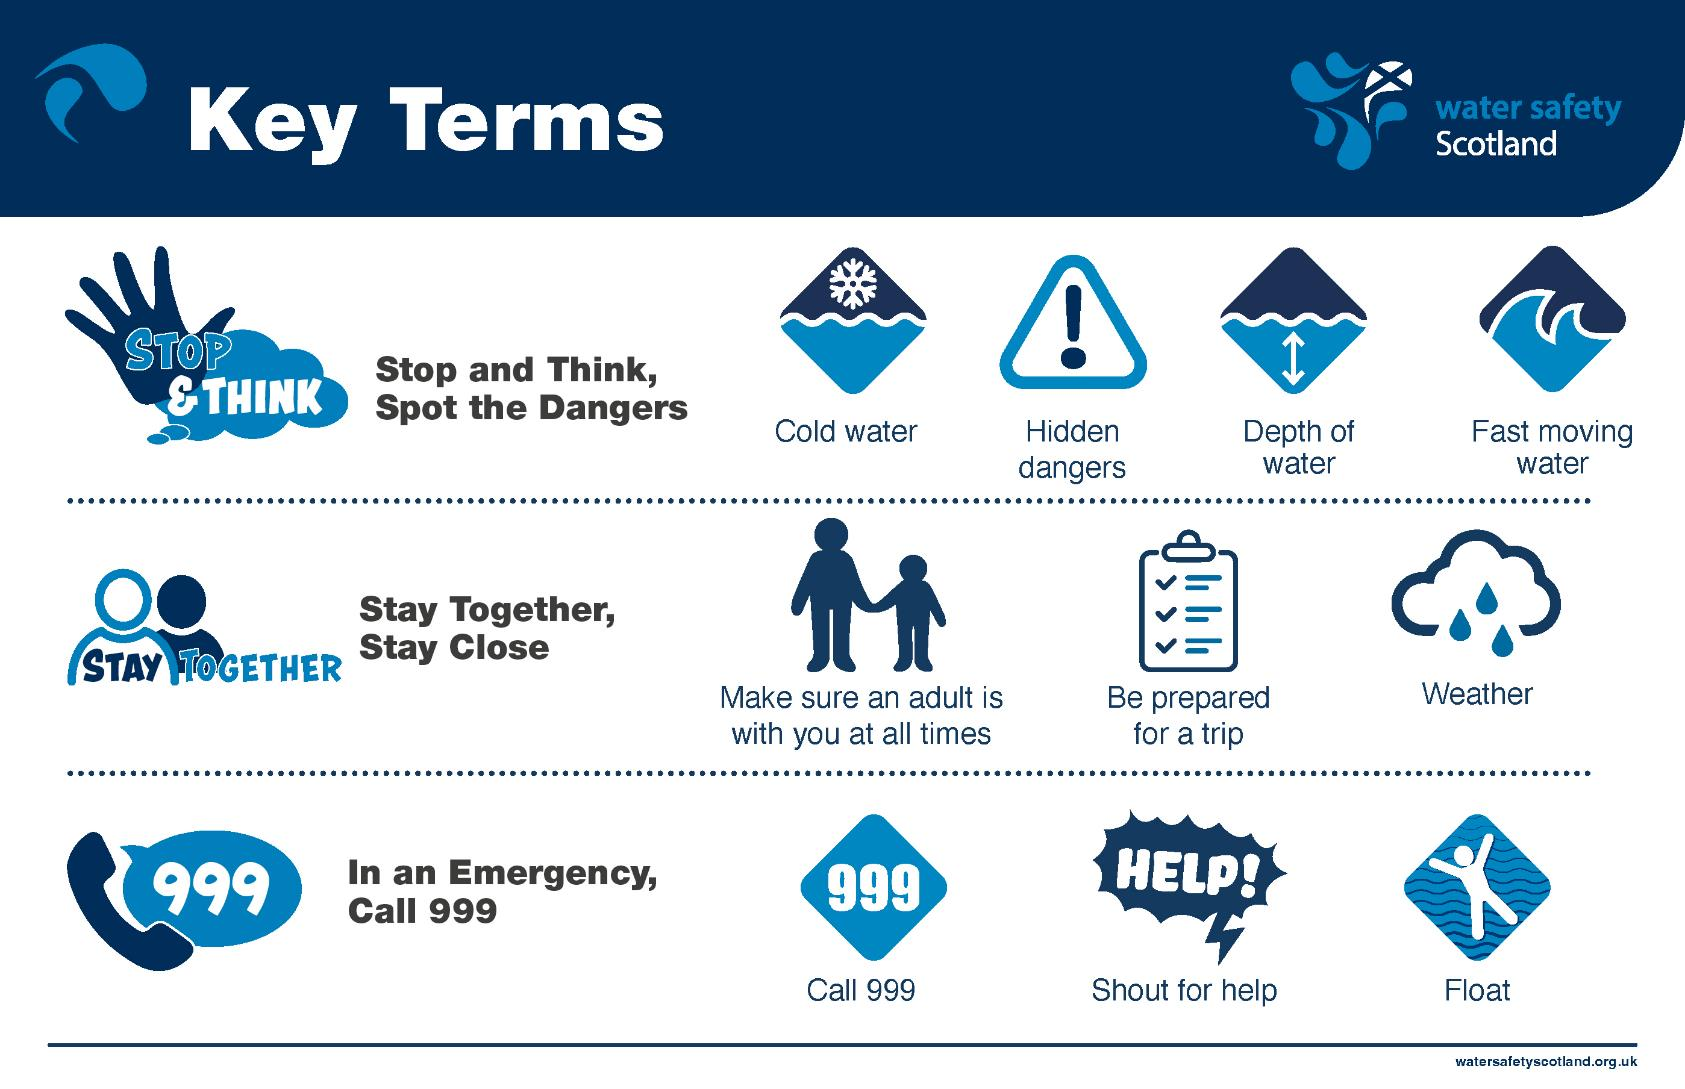 Key Terms
water safety
Scotland
STOP
& THINK
Stop and Think,
Spot the Dangers
Cold water
Hidden
dangers
Depth of
water
Fast moving
water
STAY TOGETHER
Stay Together,
Stay Close
Make sure an adult is
with you at all times
Be prepared
for a trip
Weather
999
In an Emergency,
Call 999
999
Call 999
HELP!
Shout for help
Float
watersafetyscotland.org.uk